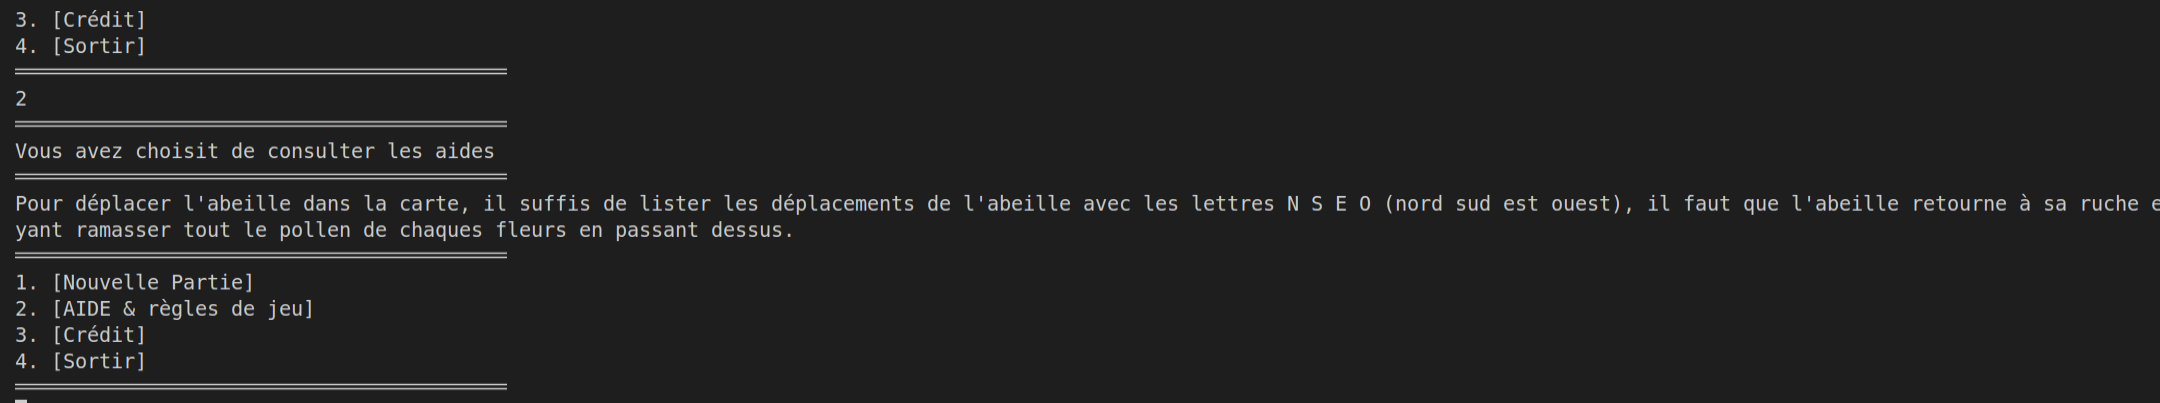 3. [Crédit]
4. [Sortir]
2
Vous avez choisit de consulter les aides
Pour déplacer l'abeille dans la carte, il suffis de lister les déplacements de l'abeille avec les lettres N S E O (nord sud est ouest), il faut que l'abeille retourne à sa ruche e
yant ramasser tout le pollen de chaques fleurs en passant dessus.
1. [Nouvelle Partie]
2. [AIDE & règles de jeu]
3. [Crédit]
4. [Sortir]